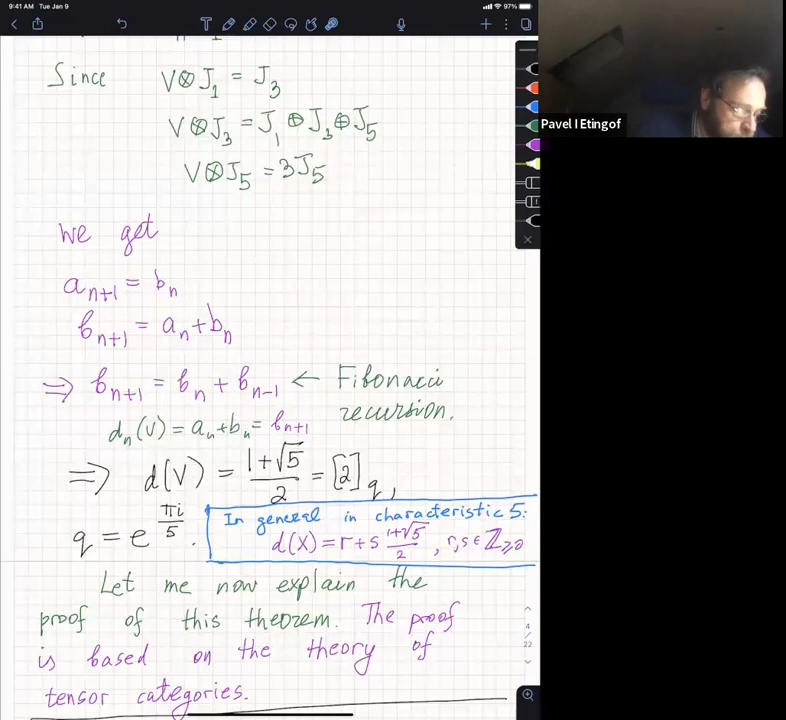 9:41 AM Tue Jan 9
97%
Since V⊗J₁ = J₃
V⊗J₃ = J₁⊕J₃⊕J₅
V⊗J₅ = 3J₅
Pavel I Etingof
We get
aₙ₊₁ = bₙ
bₙ₊₁ = aₙ+bₙ
⇒ bₙ₊₁ = bₙ + bₙ₋₁ ← Fibonacci
recursion.
dₙ(V) = aₙ+bₙ = bₙ₊₁
⇒ d(V) = (1+√5)/2 = [2]_q,
q = e^(πi/5).
In general in characteristic 5:
d(X) = r+s (1+√5)/2, r,s ∈ ℤ≥0
Let me now explain the
proof of this theorem. The proof
is based on the theory of
tensor categories.
4
/
22